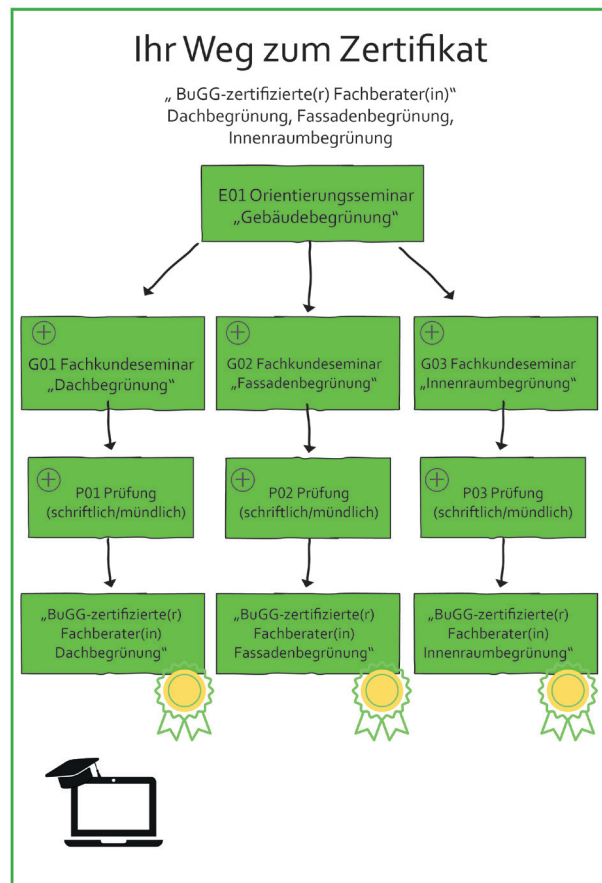 Ihr Weg zum Zertifikat
„ BuGG-zertifizierte(r) Fachberater(in)“
Dachbegrünung, Fassadenbegrünung,
Innenraumbegrünung
E01 Orientierungsseminar
„Gebäudebegrünung“
G01 Fachkundeseminar
„Dachbegrünung“
G02 Fachkundeseminar
„Fassadenbegrünung“
G03 Fachkundeseminar
„Innenraumbegrünung“
P01 Prüfung
(schriftlich/mündlich)
P02 Prüfung
(schriftlich/mündlich)
P03 Prüfung
(schriftlich/mündlich)
„BuGG-zertifizierte(r)
Fachberater(in)
Dachbegrünung“
„BuGG-zertifizierte(r)
Fachberater(in)
Fassadenbegrünung“
„BuGG-zertifizierte(r)
Fachberater(in)
Innenraumbegrünung“